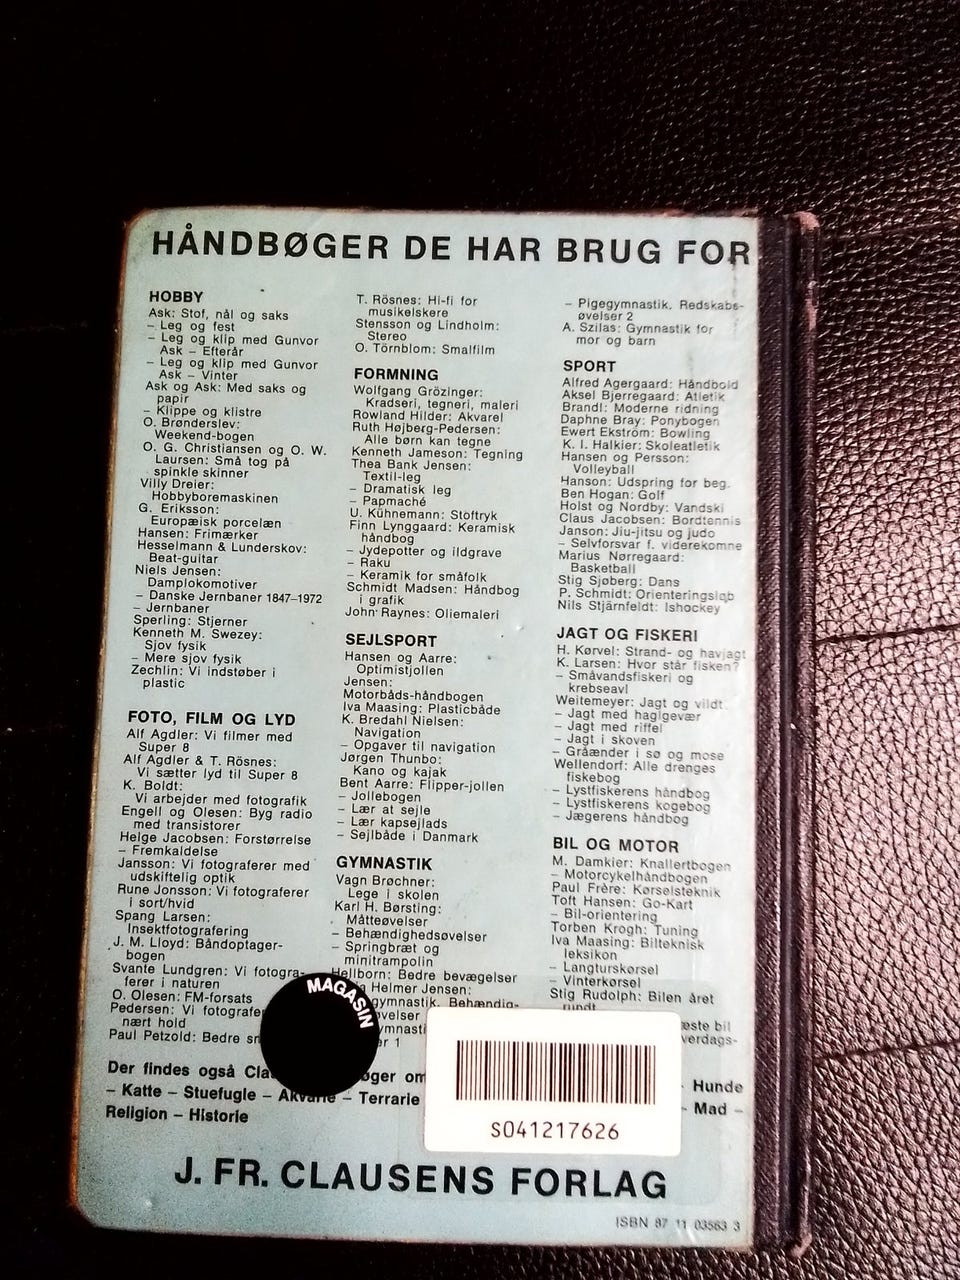 HÅNDBØGER DE HAR BRUG FOR
HOBBY
Ask: Stof, nål og saks
– Leg og fest
– Leg og klip med Gunvor
Ask – Efterår
– Leg og klip med Gunvor
Ask – Vinter
Ask og Ask: Med saks og
papir
– Klippe og klistre
O. Brønderslev:
Weekend-bogen
O. G. Christiansen og O. W.
Laursen: Små tog på
spinkle skinner
Villy Dreier:
Hobbyboremaskinen
G. Eriksson:
Europæisk porcelæn
Hansen: Frimærker
Hesselmann & Lunderskov:
Beat-guitar
Niels Jensen:
Damplokomotiver
– Danske Jernbaner 1847–1972
– Jernbaner
Sperling: Stjerner
Kenneth M. Swezey:
Sjov fysik
– Mere sjov fysik
Zechlin: Vi indstøber i
plastic
FOTO, FILM OG LYD
Alf Agdler: Vi filmer med
Super 8
Alf Agdler & T. Rösnes:
Vi sætter lyd til Super 8
K. Boldt:
Vi arbejder med fotografik
Engell og Olesen: Byg radio
med transistorer
Helge Jacobsen: Forstørrelse
– Fremkaldelse
Jansson: Vi fotograferer med
udskiftelig optik
Rune Jonsson: Vi fotograferer
i sort/hvid
Spang Larsen:
Insektfotografering
J. M. Lloyd: Båndoptager-
bogen
Svante Lundgren: Vi fotogra-
ferer i naturen
O. Olesen: FM-forsats
Pedersen: Vi fotografer
nært hold
Paul Petzold: Bedre sm
T. Rösnes: Hi-fi for
musikelskere
Stensson og Lindholm:
Stereo
O. Törnblom: Smalfilm
FORMNING
Wolfgang Grözinger:
Kradseri, tegneri, maleri
Rowland Hilder: Akvarel
Ruth Højberg-Pedersen:
Alle børn kan tegne
Kenneth Jameson: Tegning
Thea Bank Jensen:
Textil-leg
– Dramatisk leg
– Papmaché
U. Kühnemann: Stoftryk
Finn Lynggaard: Keramisk
håndbog
– Jydepotter og ildgrave
– Raku
– Keramik for småfolk
Schmidt Madsen: Håndbog
i grafik
John Raynes: Oliemaleri
SEJLSPORT
Hansen og Aarre:
Optimistjollen
Jensen:
Motorbåds-håndbogen
Iva Maasing: Plasticbåde
K. Bredahl Nielsen:
Navigation
– Opgaver til navigation
Jørgen Thunbo:
Kano og kajak
Bent Aarre: Flipper-jollen
– Jollebogen
– Lær at sejle
– Lær kapsejlads
– Sejlbåde i Danmark
GYMNASTIK
Vagn Brøchner:
Lege i skolen
Karl H. Børsting:
Måtteøvelser
– Behændighedsøvelser
– Springbræt og
minitrampolin
Hellborn: Bedre bevægelser
Helmer Jensen:
gymnastik. Behændig-
øvelser
ymnasti
er 1
– Pigegymnastik. Redskabs-
øvelser 2
A. Szilas: Gymnastik for
mor og barn
SPORT
Alfred Agergaard: Håndbold
Aksel Bjerregaard: Atletik
Brandl: Moderne ridning
Daphne Bray: Ponybogen
Ewert Ekström: Bowling
K. I. Halkier: Skoleatletik
Hansen og Persson:
Volleyball
Hanson: Udspring for beg.
Ben Hogan: Golf
Holst og Nordby: Vandski
Claus Jacobsen: Bordtennis
Janson: Jiu-jitsu og judo
– Selvforsvar f. viderekomne
Marius Nørregaard:
Basketball
Stig Sjøberg: Dans
P. Schmidt: Orienteringsløb
Nils Stjärnfeldt: Ishockey
JAGT OG FISKERI
H. Kørvel: Strand- og havjagt
K. Larsen: Hvor står fisken?
– Småvandsfiskeri og
krebseavl
Weitemeyer: Jagt og vildt
– Jagt med haglgevær
– Jagt med riffel
– Jagt i skoven
– Gråænder i sø og mose
Wellendorf: Alle drenges
fiskebog
– Lystfiskerens håndbog
– Lystfiskerens kogebog
– Jægerens håndbog
BIL OG MOTOR
M. Damkier: Knallertbogen
– Motorcykelhåndbogen
Paul Frère: Kørselsteknik
Toft Hansen: Go-Kart
– Bil-orientering
Torben Krogh: Tuning
Iva Maasing: Bilteknisk
leksikon
– Langturskørsel
– Vinterkørsel
Stig Rudolph: Bilen året
rundt
æste bil
verdags-
MAGASIN
Der findes også Cla øger om – Hunde
– Katte – Stuefugle – Akvarie – Terrarie – Mad –
Religion – Historie
S041217626
J. FR. CLAUSENS FORLAG
ISBN 87 11 03563 3